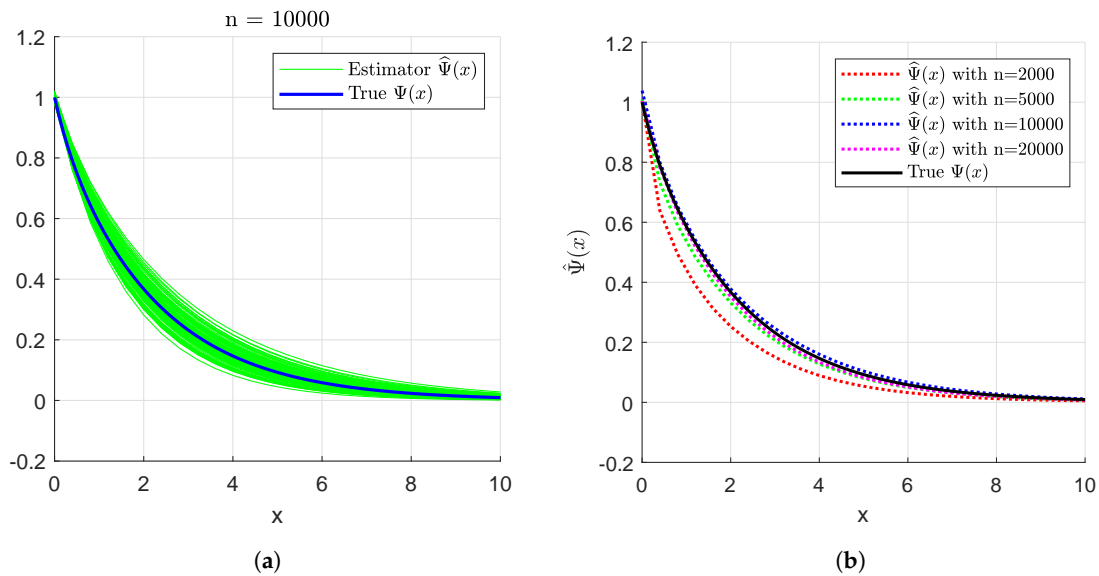 n = 10000
1.2
1
0.8
0.6
0.4
0.2
0
-0.2
0
2
4
6
8
10
x
Estimator Ψ̂(x)
True Ψ(x)
(a)
1.2
1
0.8
0.6
0.4
0.2
0
-0.2
Ψ̂(x)
0
2
4
6
8
10
x
Ψ̂(x) with n=2000
Ψ̂(x) with n=5000
Ψ̂(x) with n=10000
Ψ̂(x) with n=20000
True Ψ(x)
(b)